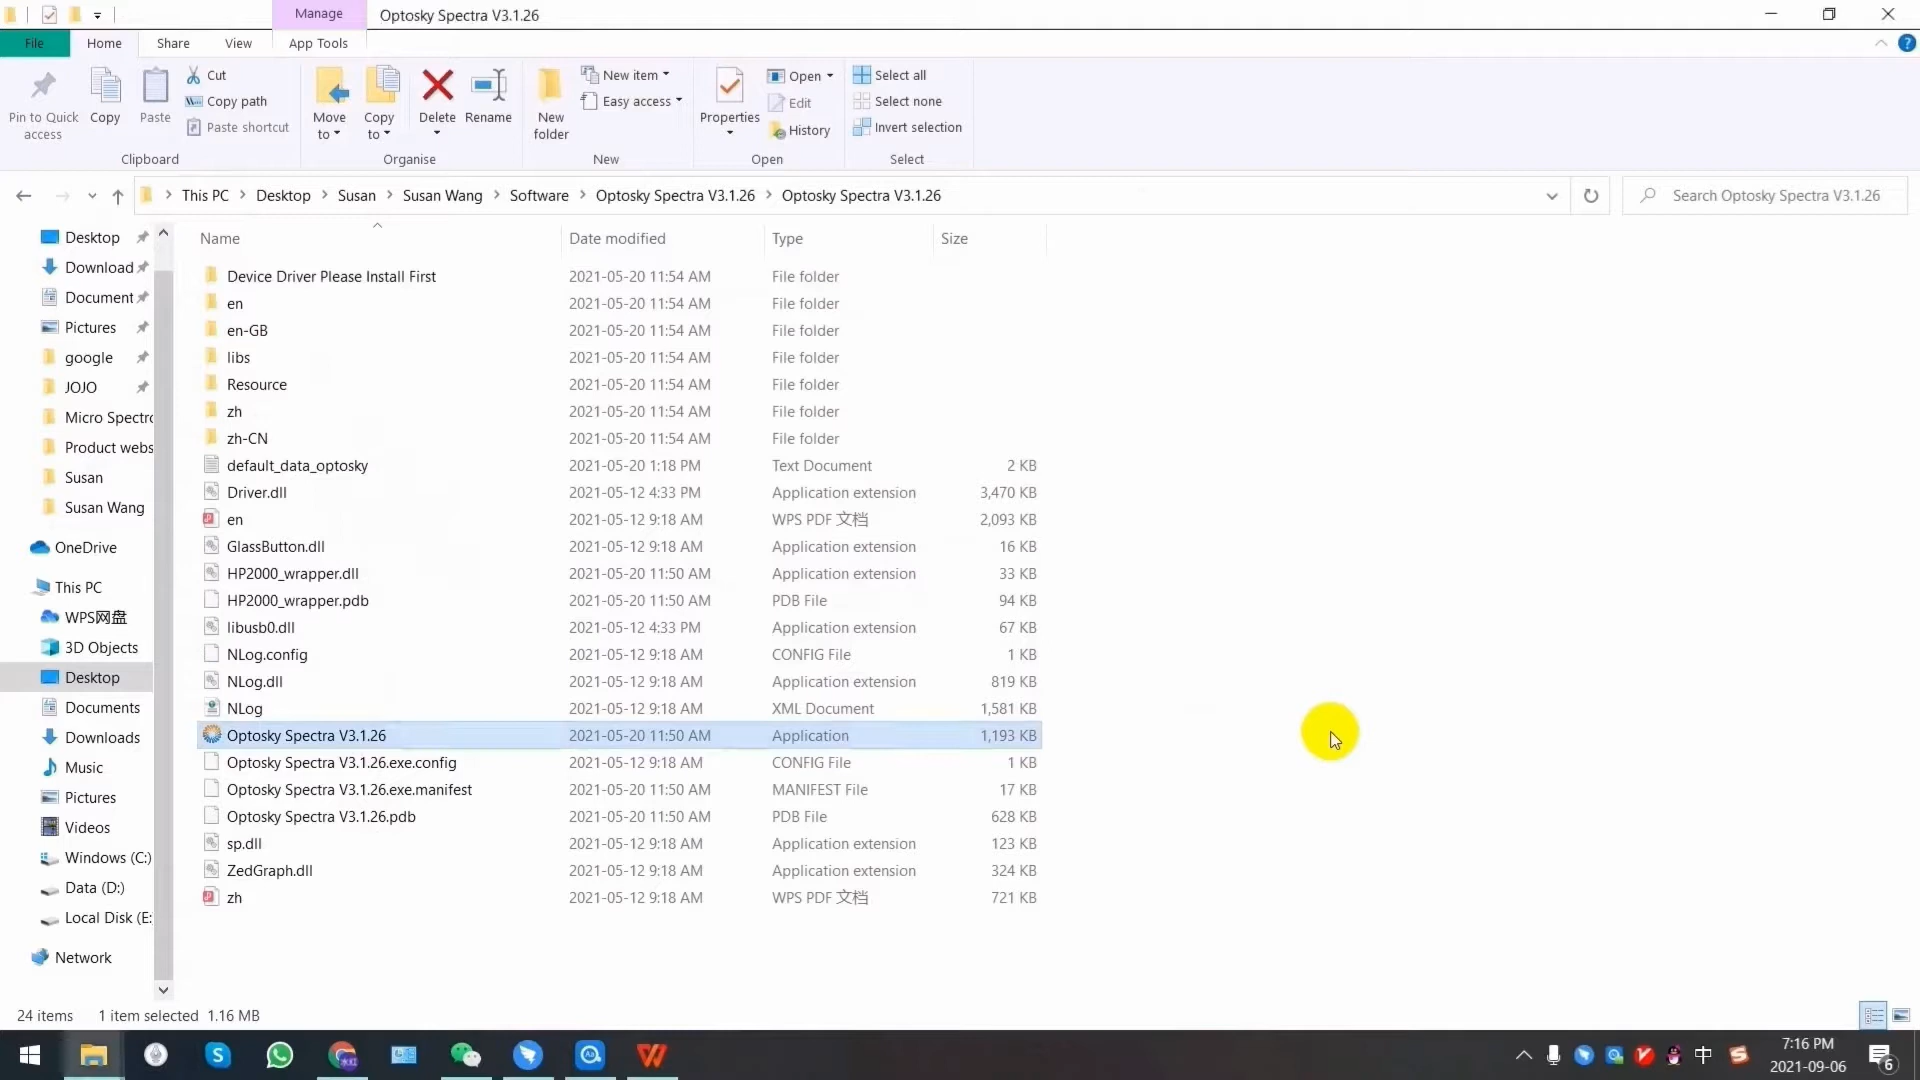 Manage
Optosky Spectra V3.1.26
File
Home
Share
View
App Tools
Pin to Quick access
Copy
Paste
Cut
Copy path
Paste shortcut
Clipboard
Move to
Copy to
Delete
Rename
Organise
New folder
New item
Easy access
New
Properties
Open
Edit
History
Open
Select all
Select none
Invert selection
Select
This PC > Desktop > Susan > Susan Wang > Software > Optosky Spectra V3.1.26 > Optosky Spectra V3.1.26
Search Optosky Spectra V3.1.26
Desktop
Download
Document
Pictures
google
JOJO
Micro Spectro
Product webs
Susan
Susan Wang
OneDrive
This PC
WPS网盘
3D Objects
Desktop
Documents
Downloads
Music
Pictures
Videos
Windows (C:)
Data (D:)
Local Disk (E:
Network
Name Date modified Type Size
Device Driver Please Install First 2021-05-20 11:54 AM File folder
en 2021-05-20 11:54 AM File folder
en-GB 2021-05-20 11:54 AM File folder
libs 2021-05-20 11:54 AM File folder
Resource 2021-05-20 11:54 AM File folder
zh 2021-05-20 11:54 AM File folder
zh-CN 2021-05-20 11:54 AM File folder
default_data_optosky 2021-05-20 1:18 PM Text Document 2 KB
Driver.dll 2021-05-12 4:33 PM Application extension 3,470 KB
en 2021-05-12 9:18 AM WPS PDF 文档 2,093 KB
GlassButton.dll 2021-05-12 9:18 AM Application extension 16 KB
HP2000_wrapper.dll 2021-05-20 11:50 AM Application extension 33 KB
HP2000_wrapper.pdb 2021-05-20 11:50 AM PDB File 94 KB
libusb0.dll 2021-05-12 4:33 PM Application extension 67 KB
NLog.config 2021-05-12 9:18 AM CONFIG File 1 KB
NLog.dll 2021-05-12 9:18 AM Application extension 819 KB
NLog 2021-05-12 9:18 AM XML Document 1,581 KB
Optosky Spectra V3.1.26 2021-05-20 11:50 AM Application 1,193 KB
Optosky Spectra V3.1.26.exe.config 2021-05-12 9:18 AM CONFIG File 1 KB
Optosky Spectra V3.1.26.exe.manifest 2021-05-20 11:50 AM MANIFEST File 17 KB
Optosky Spectra V3.1.26.pdb 2021-05-20 11:50 AM PDB File 628 KB
sp.dll 2021-05-12 9:18 AM Application extension 123 KB
ZedGraph.dll 2021-05-12 9:18 AM Application extension 324 KB
zh 2021-05-12 9:18 AM WPS PDF 文档 721 KB
24 items 1 item selected 1.16 MB
中
7:16 PM
2021-09-06
6